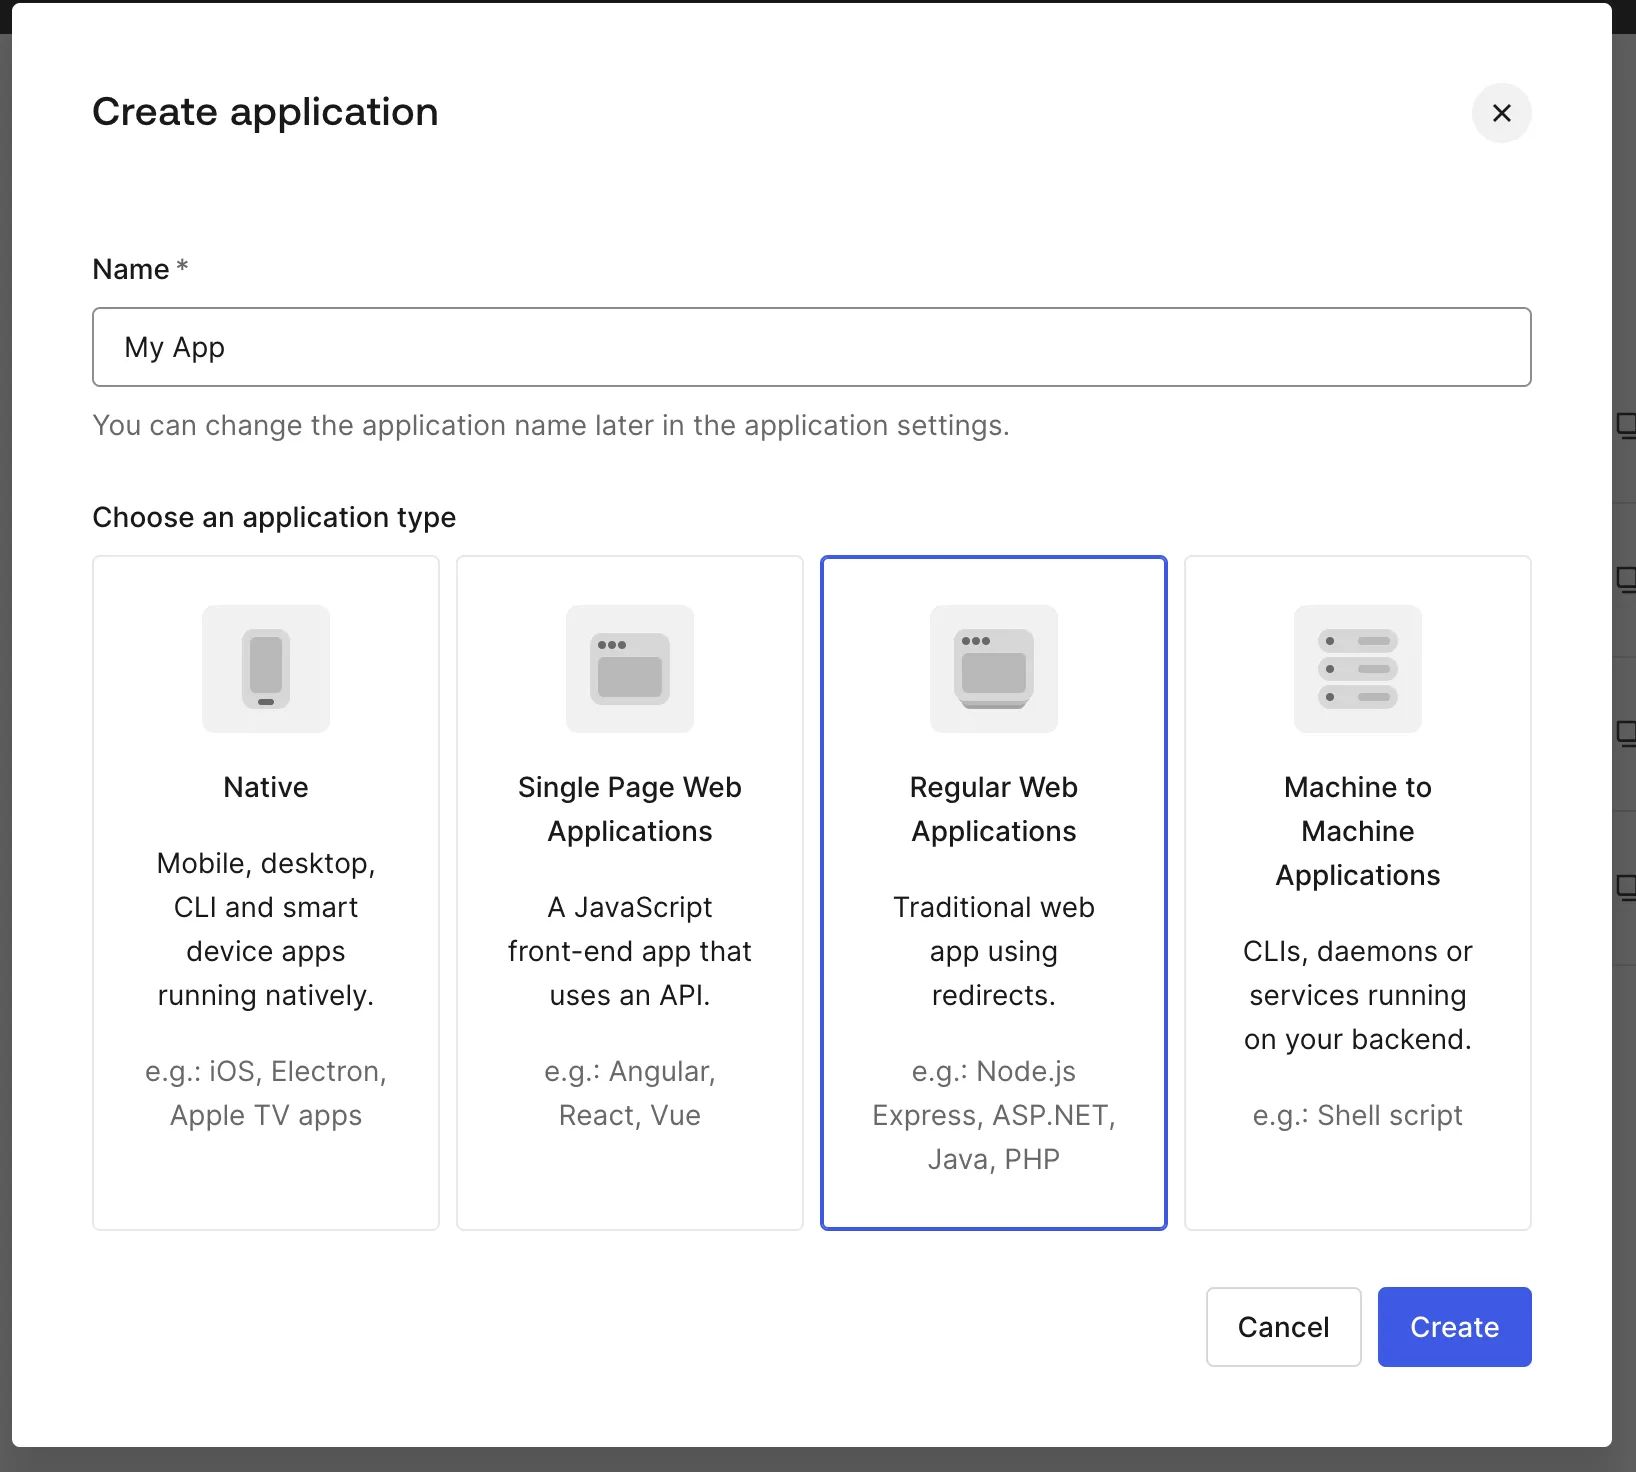 Create application
Name *
My App
You can change the application name later in the application settings.
Choose an application type
Native
Mobile, desktop,
CLI and smart
device apps
running natively.
e.g.: iOS, Electron,
Apple TV apps
Single Page Web
Applications
A JavaScript
front-end app that
uses an API.
e.g.: Angular,
React, Vue
Regular Web
Applications
Traditional web
app using
redirects.
e.g.: Node.js
Express, ASP.NET,
Java, PHP
Machine to
Machine
Applications
CLIs, daemons or
services running
on your backend.
e.g.: Shell script
Cancel
Create